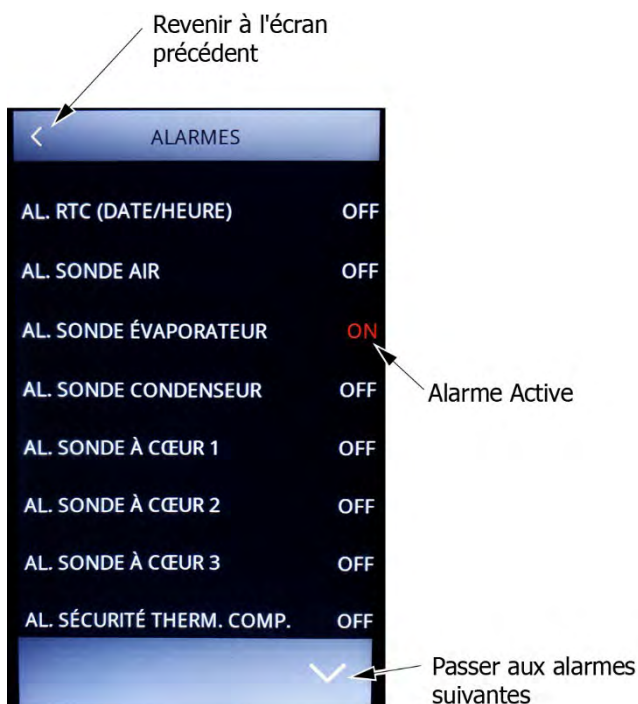 Revenir à l'écran
précédent
ALARMES
AL. RTC (DATE/HEURE) OFF
AL. SONDE AIR OFF
AL. SONDE ÉVAPORATEUR ON
Alarme Active
AL. SONDE CONDENSEUR OFF
AL. SONDE À CŒUR 1 OFF
AL. SONDE À CŒUR 2 OFF
AL. SONDE À CŒUR 3 OFF
AL. SÉCURITÉ THERM. COMP. OFF
Passer aux alarmes
suivantes